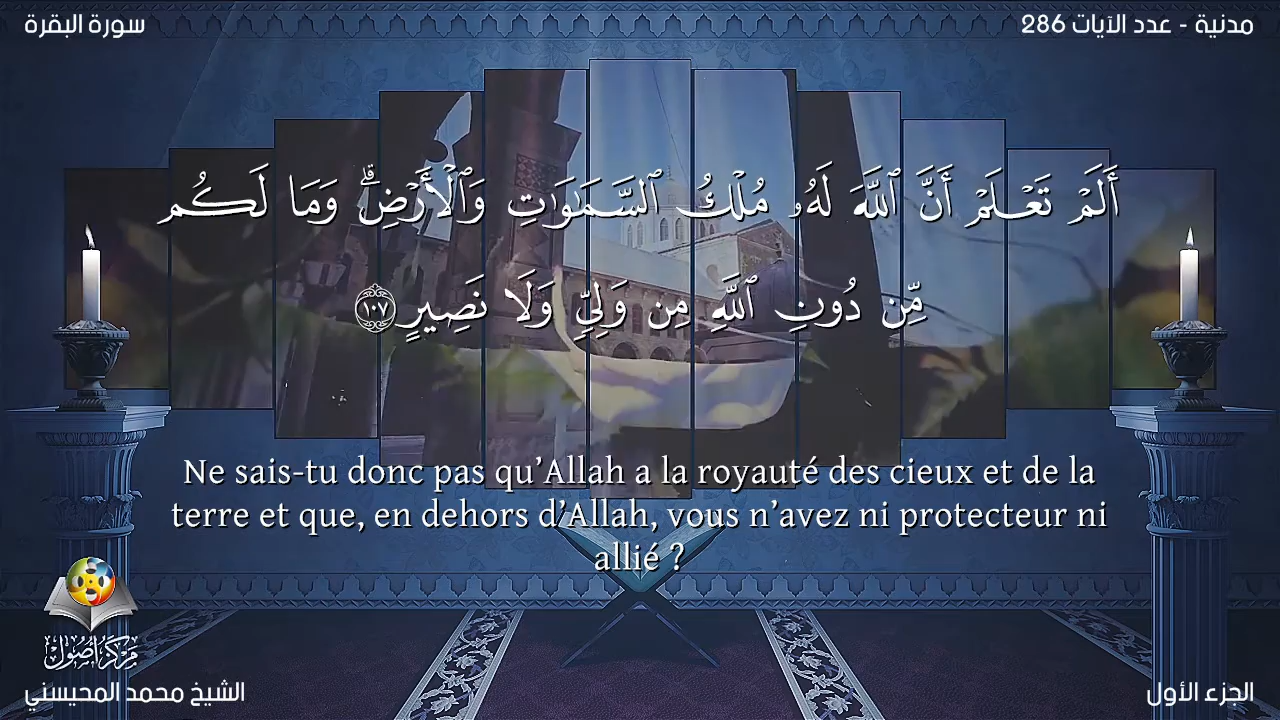 سورة البقرة
مدنية - عدد الآيات 286
أَلَمْ تَعْلَمْ أَنَّ ٱللَّهَ لَهُۥ مُلْكُ ٱلسَّمَٰوَٰتِ وَٱلْأَرْضِ ۗ وَمَا لَكُم
مِّن دُونِ ٱللَّهِ مِن وَلِىٍّ وَلَا نَصِيرٍ ١٠٧
Ne sais-tu donc pas qu’Allah a la royauté des cieux et de la
terre et que, en dehors d’Allah, vous n’avez ni protecteur ni
allié ?
مركز أصول
الشيخ محمد المحيسني
الجزء الأول